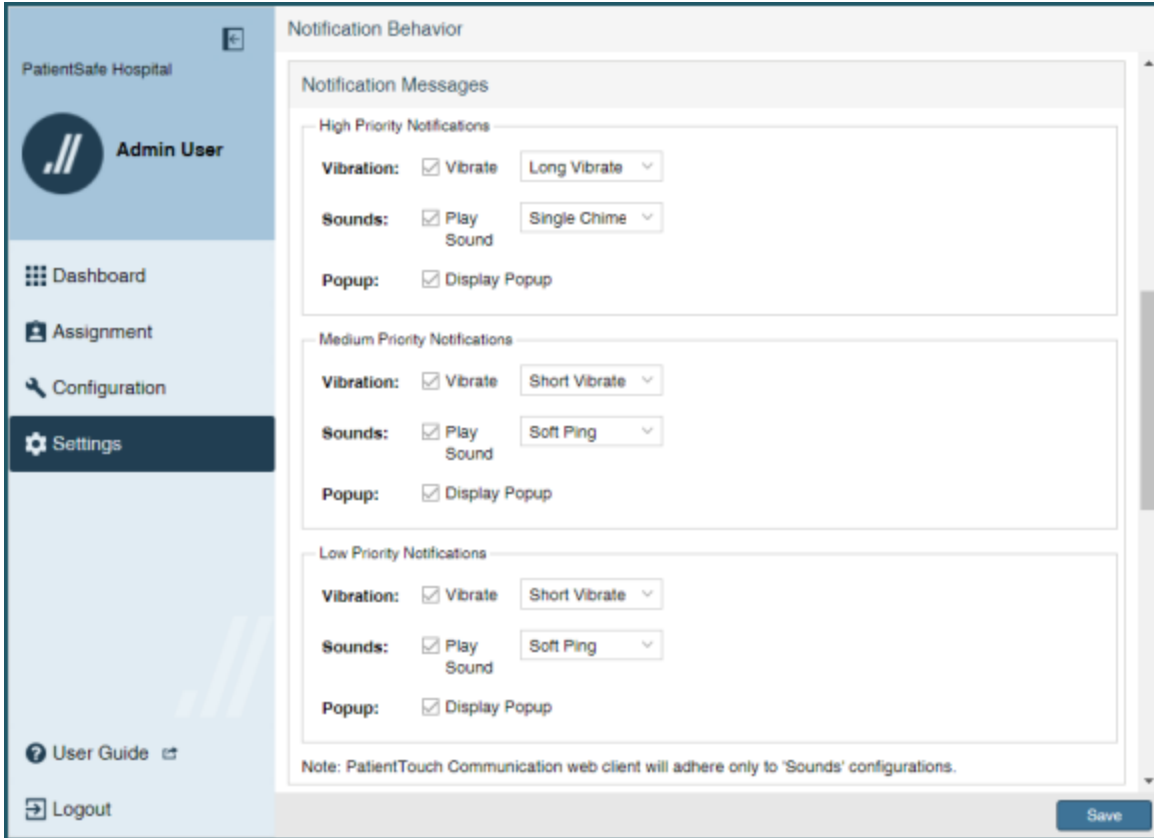 PatientSafe Hospital
Admin User
Dashboard
Assignment
Configuration
Settings
User Guide
Logout
Notification Behavior
Notification Messages
High Priority Notifications
Vibration: Vibrate Long Vibrate
Sounds: Play Single Chime
Sound
Popup: Display Popup
Medium Priority Notifications
Vibration: Vibrate Short Vibrate
Sounds: Play Soft Ping
Sound
Popup: Display Popup
Low Priority Notifications
Vibration: Vibrate Short Vibrate
Sounds: Play Soft Ping
Sound
Popup: Display Popup
Note: PatientTouch Communication web client will adhere only to 'Sounds' configurations.
Save